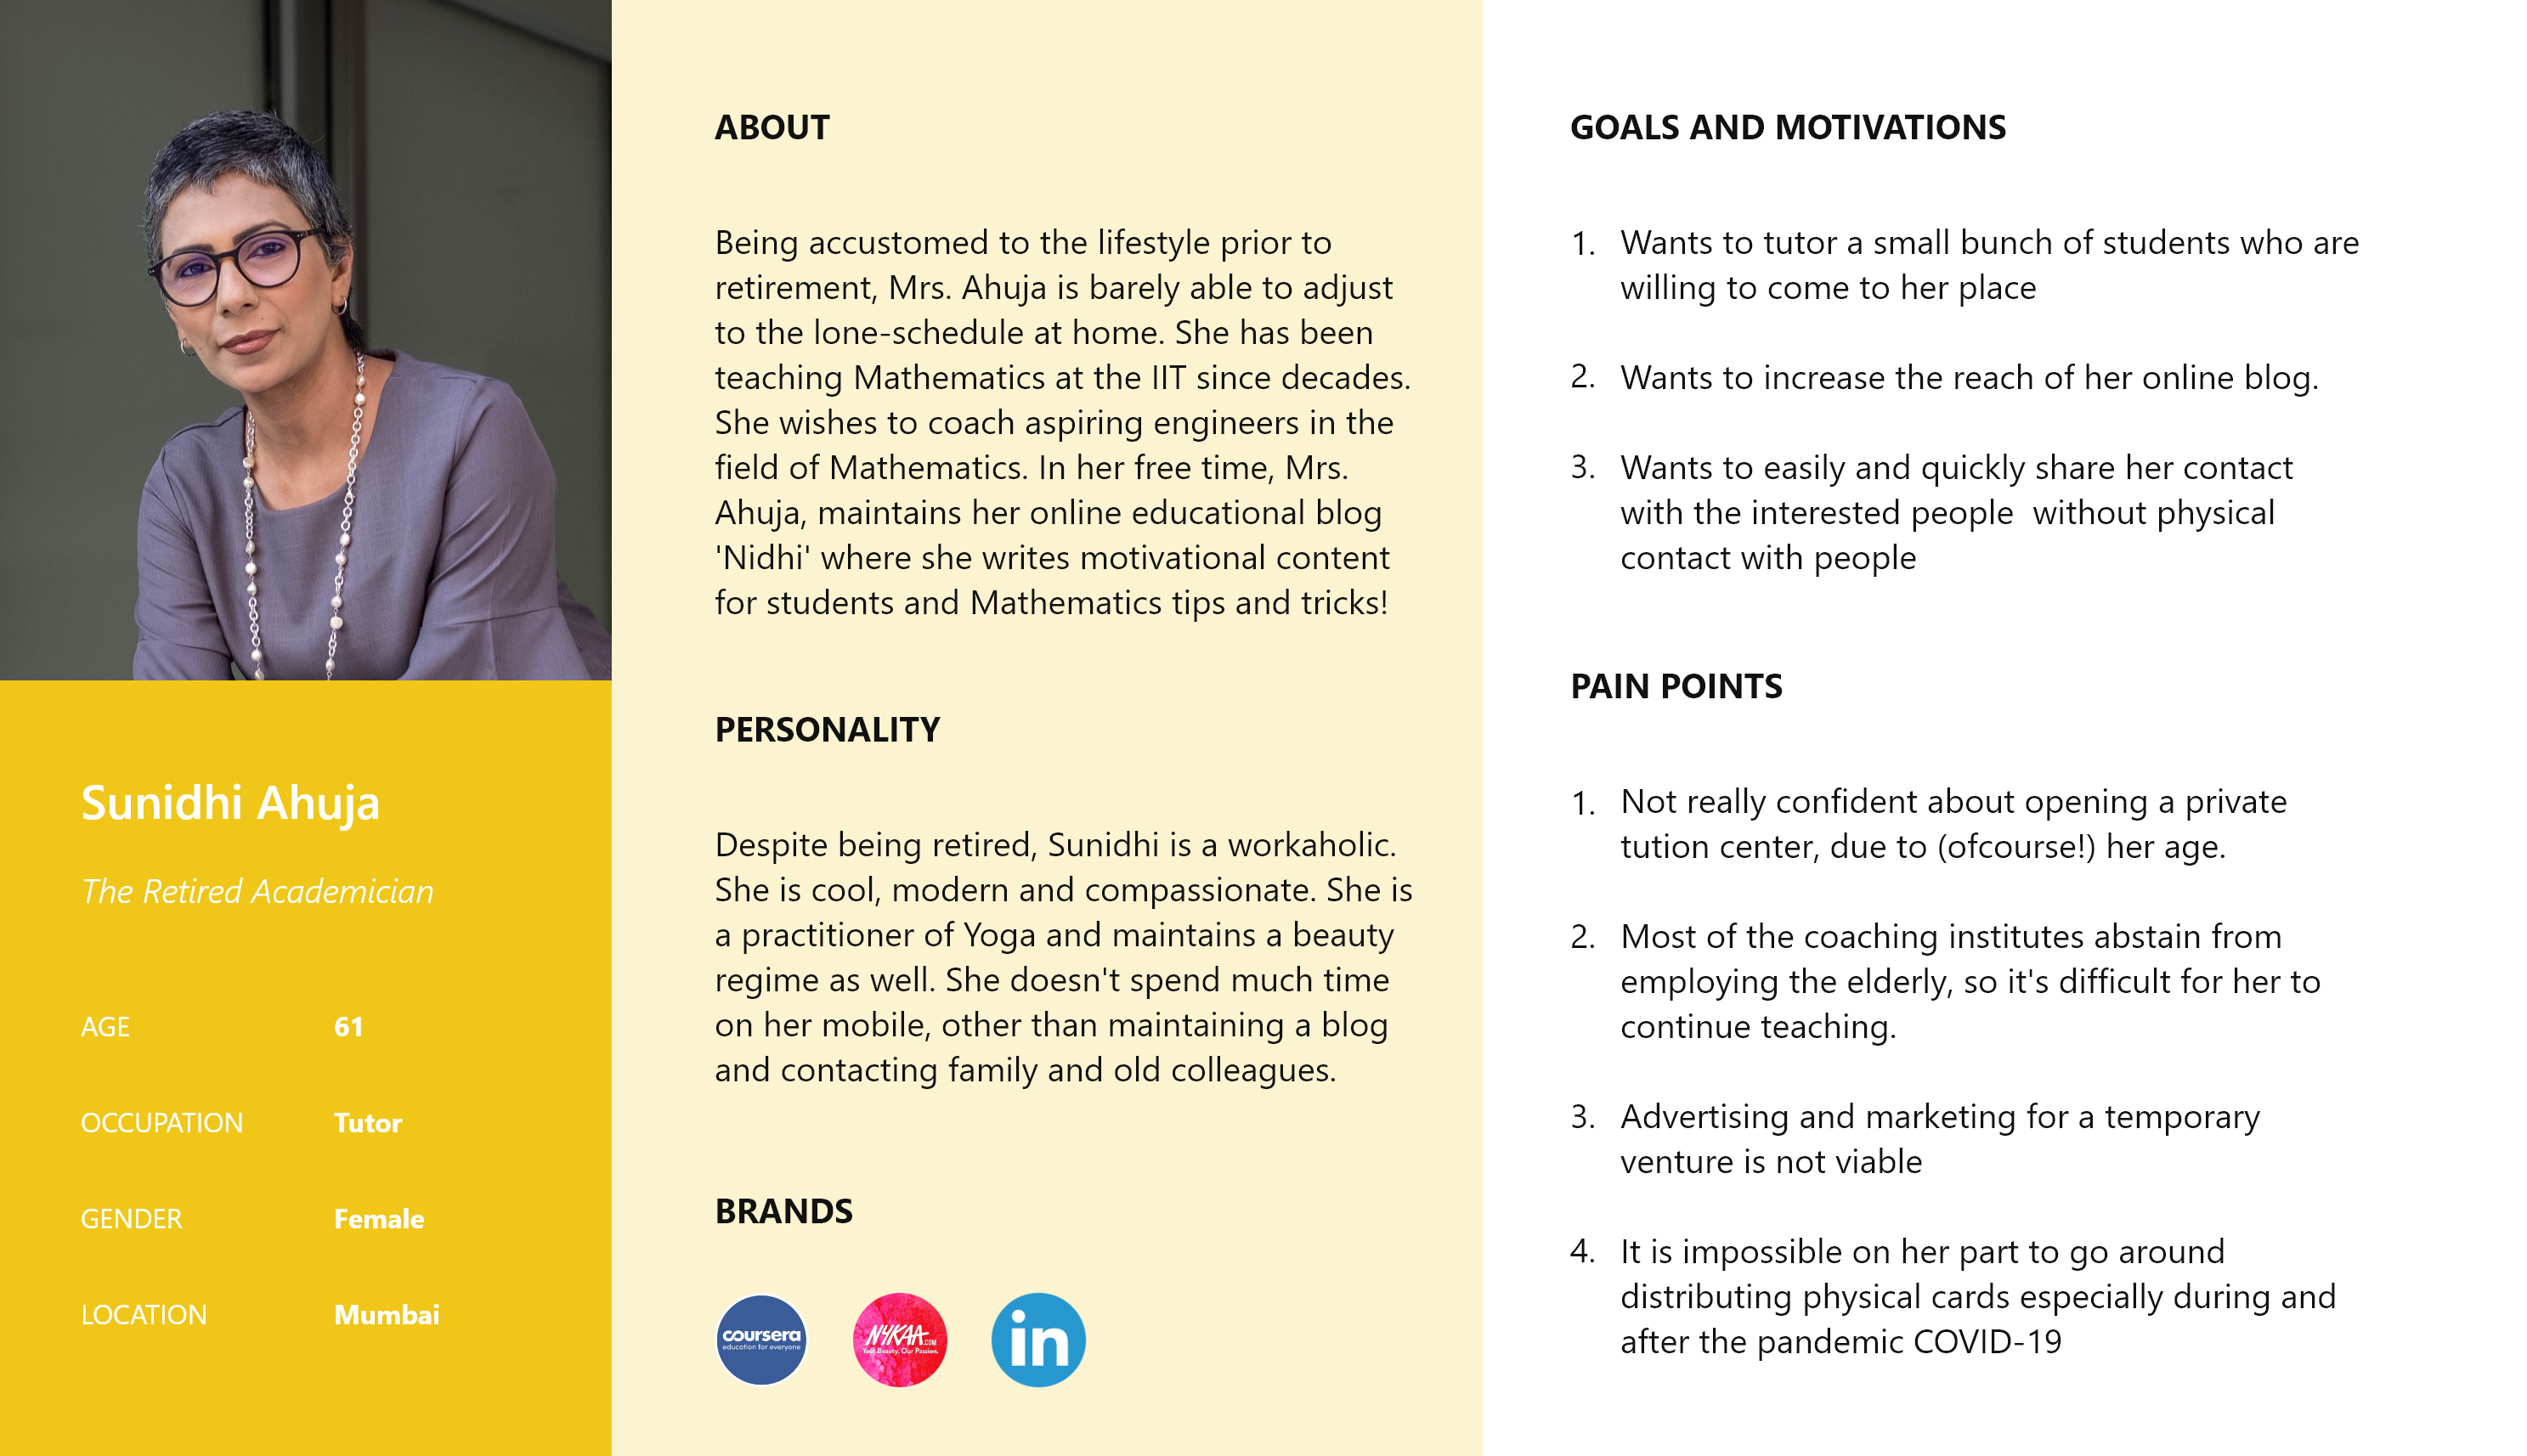 Sunidhi Ahuja
The Retired Academician
AGE 61
OCCUPATION Tutor
GENDER Female
LOCATION Mumbai
ABOUT
Being accustomed to the lifestyle prior to
retirement, Mrs. Ahuja is barely able to adjust
to the lone-schedule at home. She has been
teaching Mathematics at the IIT since decades.
She wishes to coach aspiring engineers in the
field of Mathematics. In her free time, Mrs.
Ahuja, maintains her online educational blog
'Nidhi' where she writes motivational content
for students and Mathematics tips and tricks!
PERSONALITY
Despite being retired, Sunidhi is a workaholic.
She is cool, modern and compassionate. She is
a practitioner of Yoga and maintains a beauty
regime as well. She doesn't spend much time
on her mobile, other than maintaining a blog
and contacting family and old colleagues.
BRANDS
coursera
education for everyone
NYKAA.COM
Your Beauty. Our Passion.
in
GOALS AND MOTIVATIONS
1. Wants to tutor a small bunch of students who are
willing to come to her place
2. Wants to increase the reach of her online blog.
3. Wants to easily and quickly share her contact
with the interested people  without physical
contact with people
PAIN POINTS
1. Not really confident about opening a private
tution center, due to (ofcourse!) her age.
2. Most of the coaching institutes abstain from
employing the elderly, so it's difficult for her to
continue teaching.
3. Advertising and marketing for a temporary
venture is not viable
4. It is impossible on her part to go around
distributing physical cards especially during and
after the pandemic COVID-19